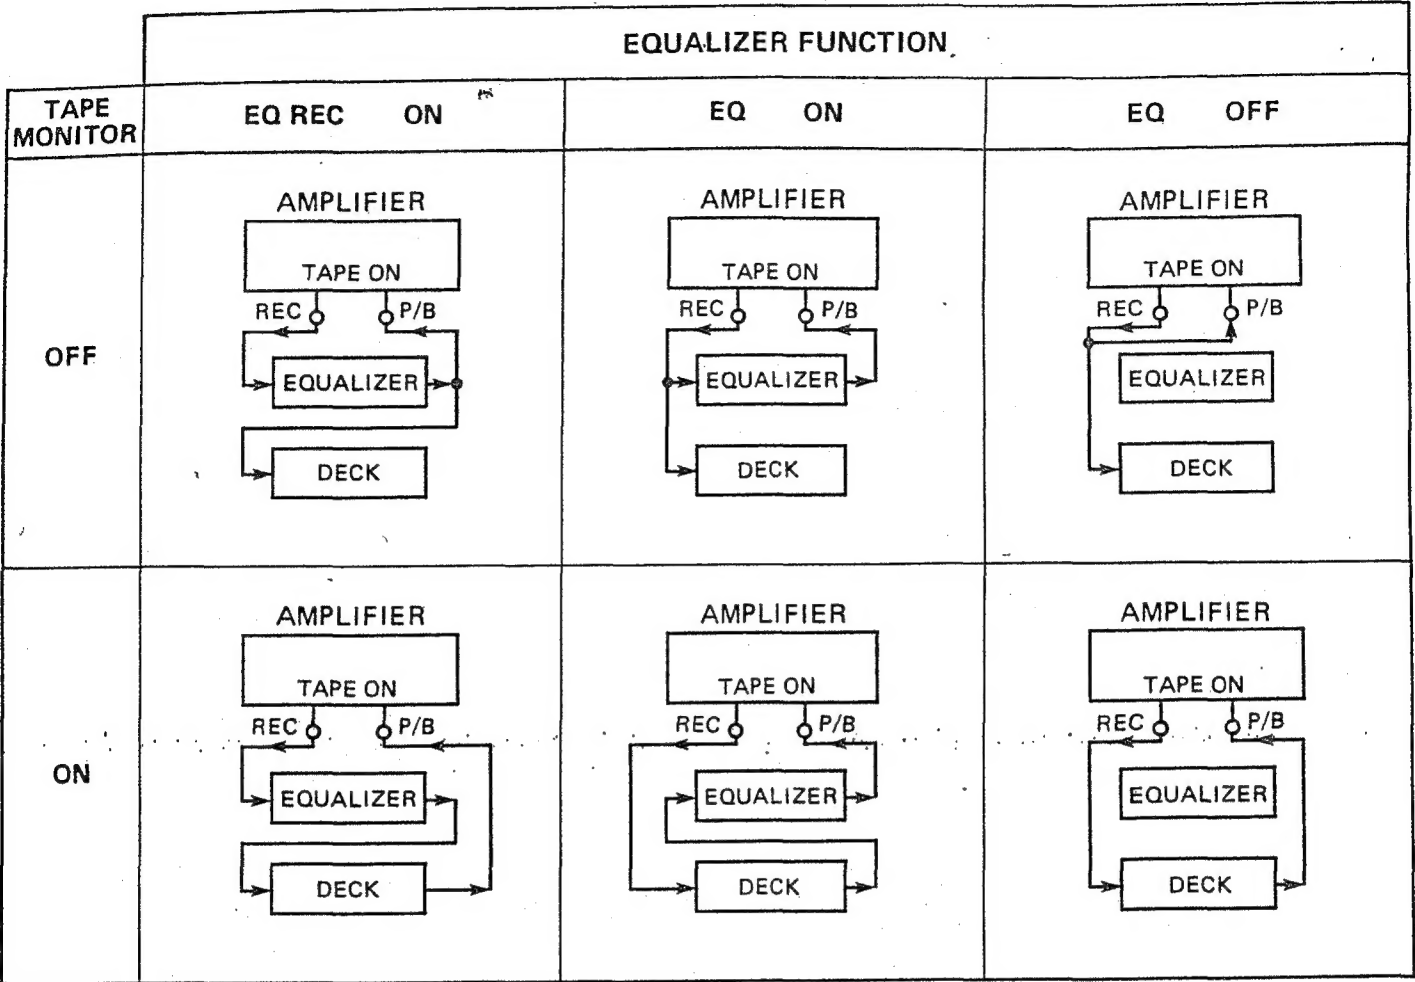 EQUALIZER FUNCTION
TAPE
MONITOR
EQ REC ON
EQ ON
EQ OFF
OFF
AMPLIFIER
TAPE ON
REC
P/B
EQUALIZER
DECK
AMPLIFIER
TAPE ON
REC
P/B
EQUALIZER
DECK
AMPLIFIER
TAPE ON
REC
P/B
EQUALIZER
DECK
ON
AMPLIFIER
TAPE ON
REC
P/B
EQUALIZER
DECK
AMPLIFIER
TAPE ON
REC
P/B
EQUALIZER
DECK
AMPLIFIER
TAPE ON
REC
P/B
EQUALIZER
DECK